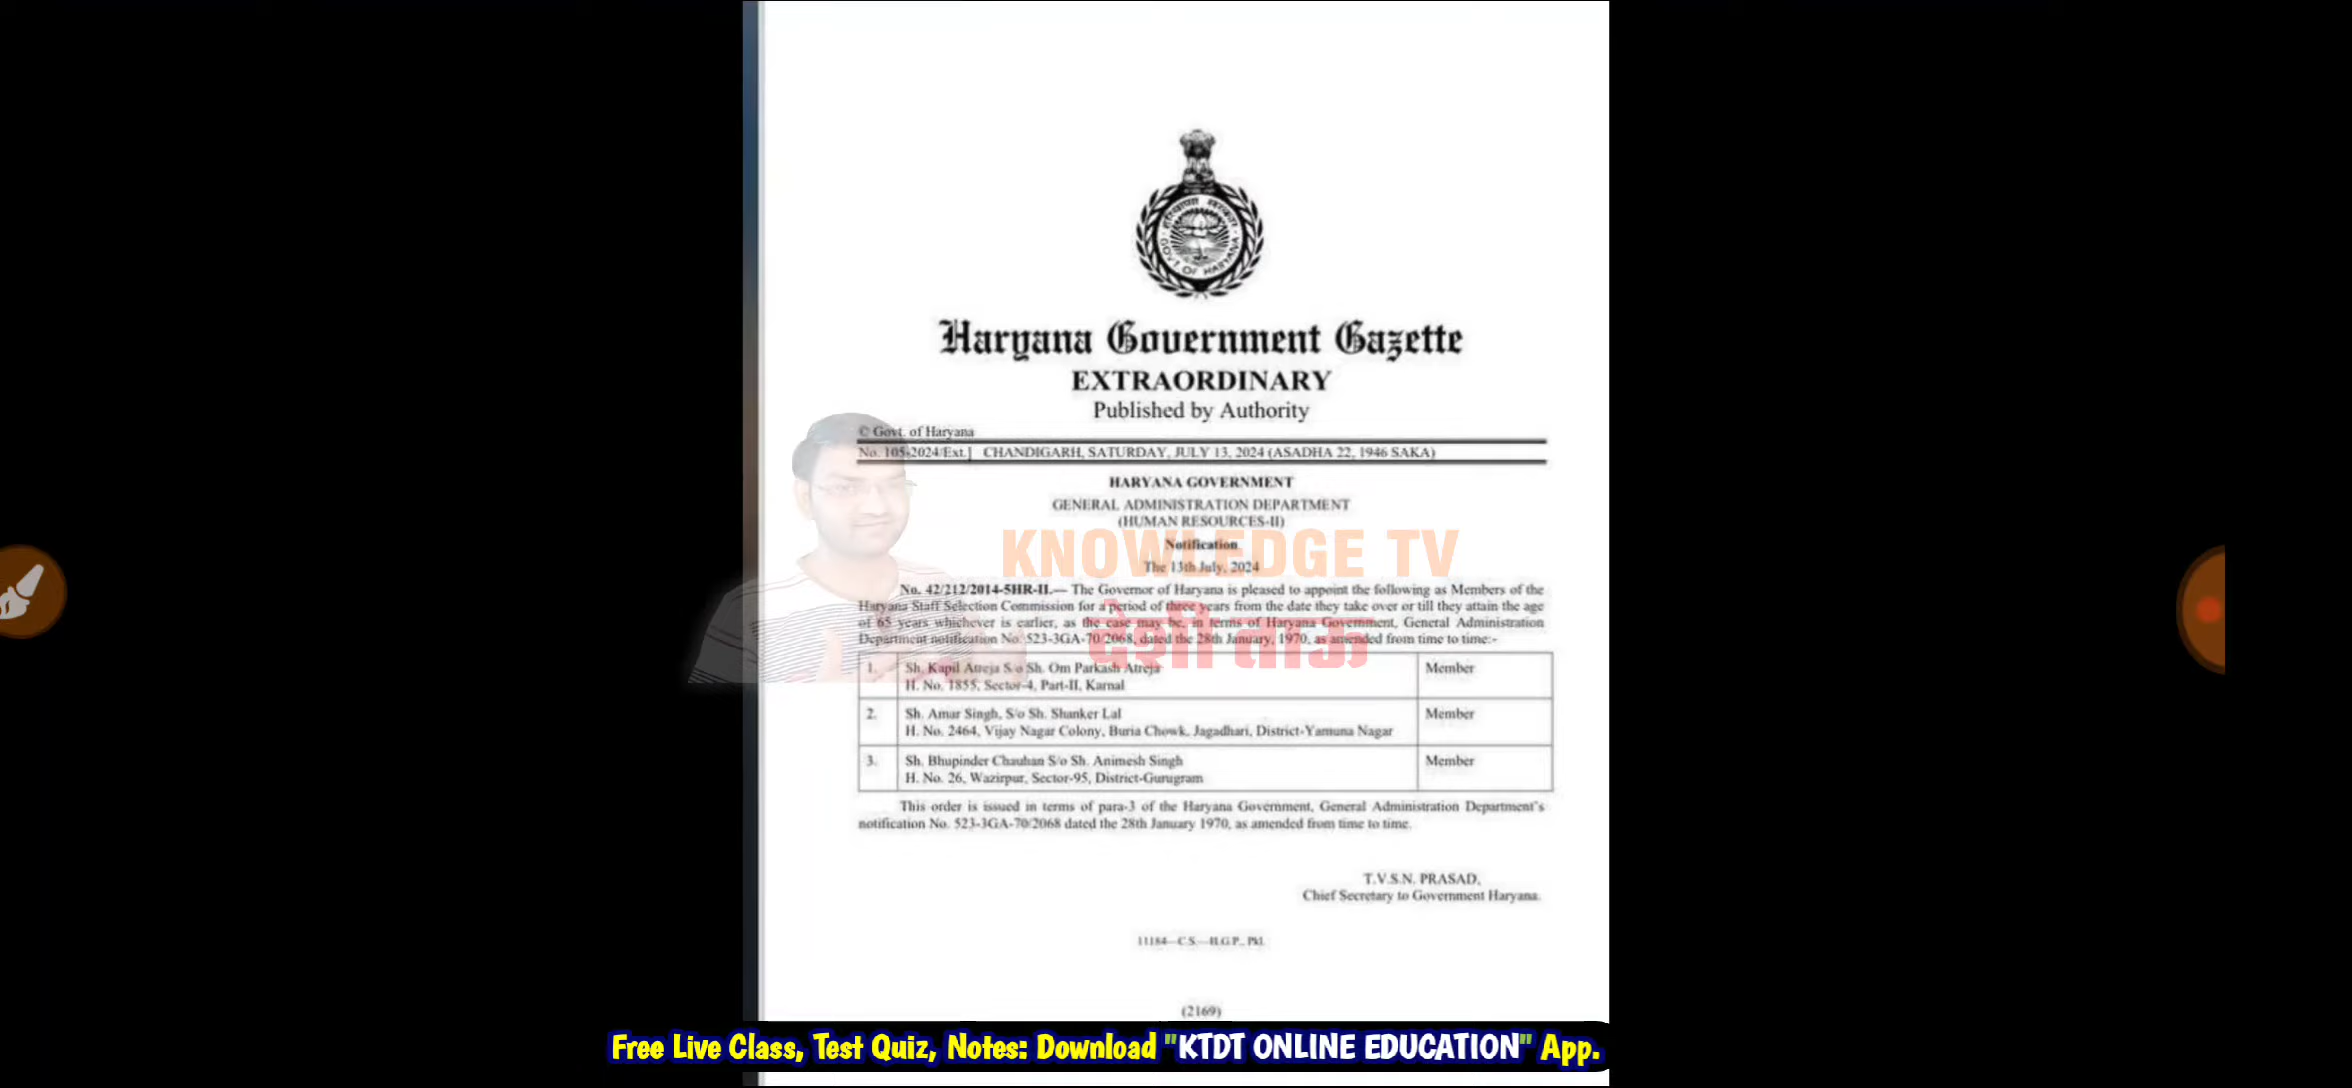 GOVT. OF HARYANA
Haryana Government Gazette
EXTRAORDINARY
Published by Authority
© Govt. of Haryana
No. 105-2024/Ext.] CHANDIGARH, SATURDAY, JULY 13, 2024 (ASADHA 22, 1946 SAKA)
HARYANA GOVERNMENT
GENERAL ADMINISTRATION DEPARTMENT
(HUMAN RESOURCES-II)
Notification
The 13th July, 2024
No. 42/212/2014-5HR-II.— The Governor of Haryana is pleased to appoint the following as Members of the
Haryana Staff Selection Commission for a period of three years from the date they take over or till they attain the age
of 65 years whichever is earlier, as the case may be, in terms of Haryana Government, General Administration
Department notification No. 523-3GA-70/2068, dated the 28th January, 1970, as amended from time to time:-
1. Sh. Kapil Atreja S/o Sh. Om Parkash Atreja Member
H. No. 1855, Sector-4, Part-II, Karnal
2. Sh. Amar Singh, S/o Sh. Shanker Lal Member
H. No. 2464, Vijay Nagar Colony, Buria Chowk, Jagadhari, District-Yamuna Nagar
3. Sh. Bhupinder Chauhan S/o Sh. Animesh Singh Member
H. No. 26, Wazirpur, Sector-95, District-Gurugram
This order is issued in terms of para-3 of the Haryana Government, General Administration Department's
notification No. 523-3GA-70/2068 dated the 28th January 1970, as amended from time to time.
T.V.S.N. PRASAD,
Chief Secretary to Government Haryana.
11184—C.S.—H.G.P., Pkl.
(2169)
KNOWLEDGE TV
देशी ताऊ
Free Live Class, Test Quiz, Notes: Download "KTDT ONLINE EDUCATION" App.